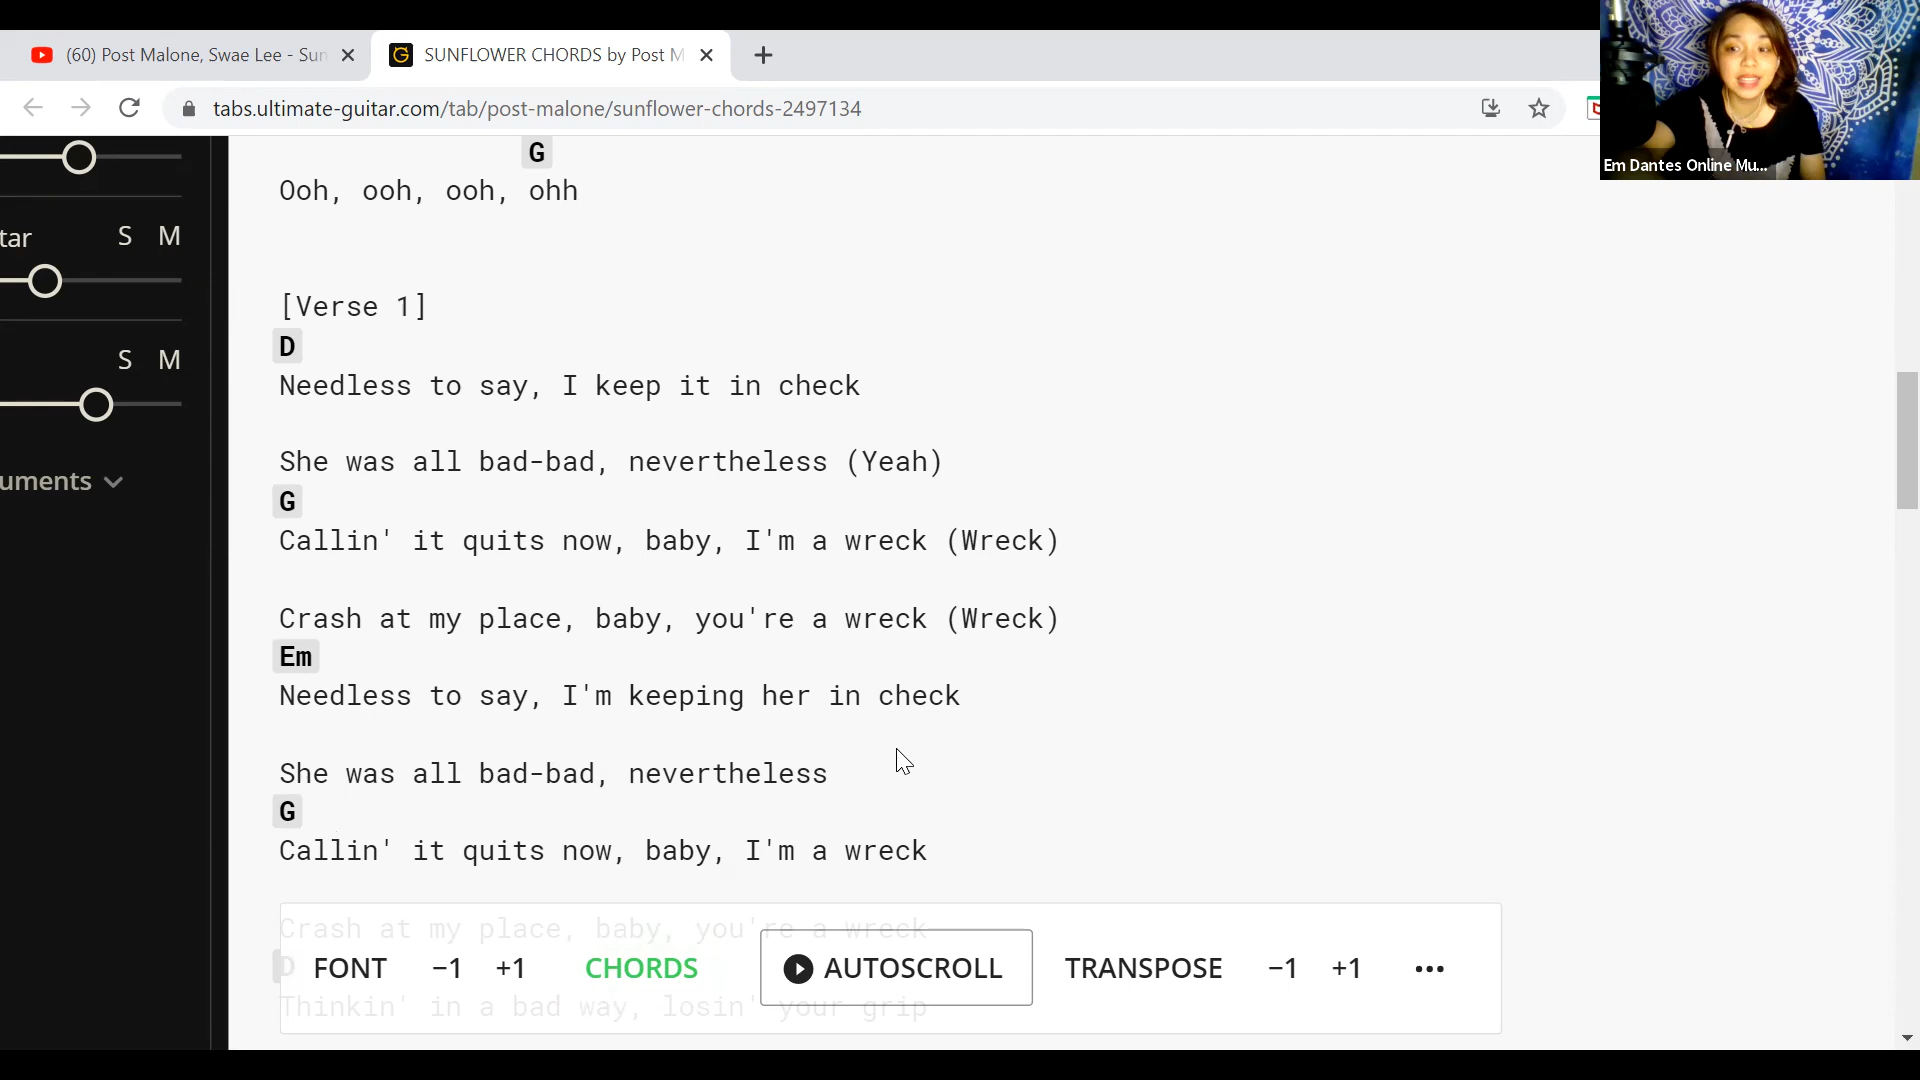 (60) Post Malone, Swae Lee - Sun
SUNFLOWER CHORDS by Post M
tabs.ultimate-guitar.com/tab/post-malone/sunflower-chords-2497134
Em Dantes Online Mu...
G
Ooh, ooh, ooh, ohh
tar S M
[Verse 1]
D
Needless to say, I keep it in check
S M
She was all bad-bad, nevertheless (Yeah)
uments
G
Callin' it quits now, baby, I'm a wreck (Wreck)
Crash at my place, baby, you're a wreck (Wreck)
Em
Needless to say, I'm keeping her in check
She was all bad-bad, nevertheless
G
Callin' it quits now, baby, I'm a wreck
Crash at my place, baby, you're a wreck
D
FONT −1 +1 CHORDS AUTOSCROLL TRANSPOSE −1 +1 •••
Thinkin' in a bad way, losin' your grip